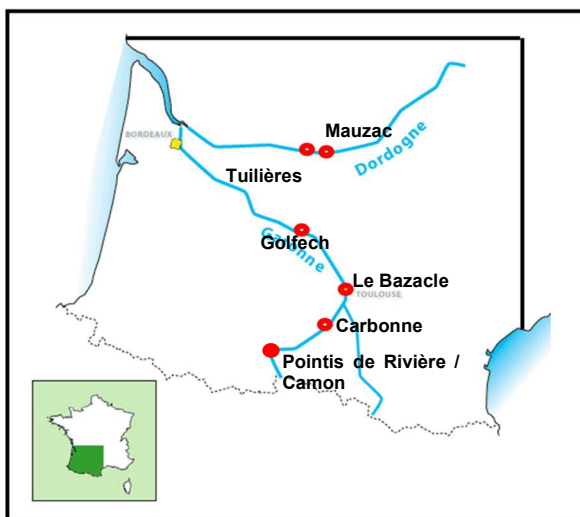 Mauzac
BORDEAUX
Dordogne
Tuilières
Garonne
Golfech
Le Bazacle
TOULOUSE
Carbonne
Pointis de Rivière /
Camon